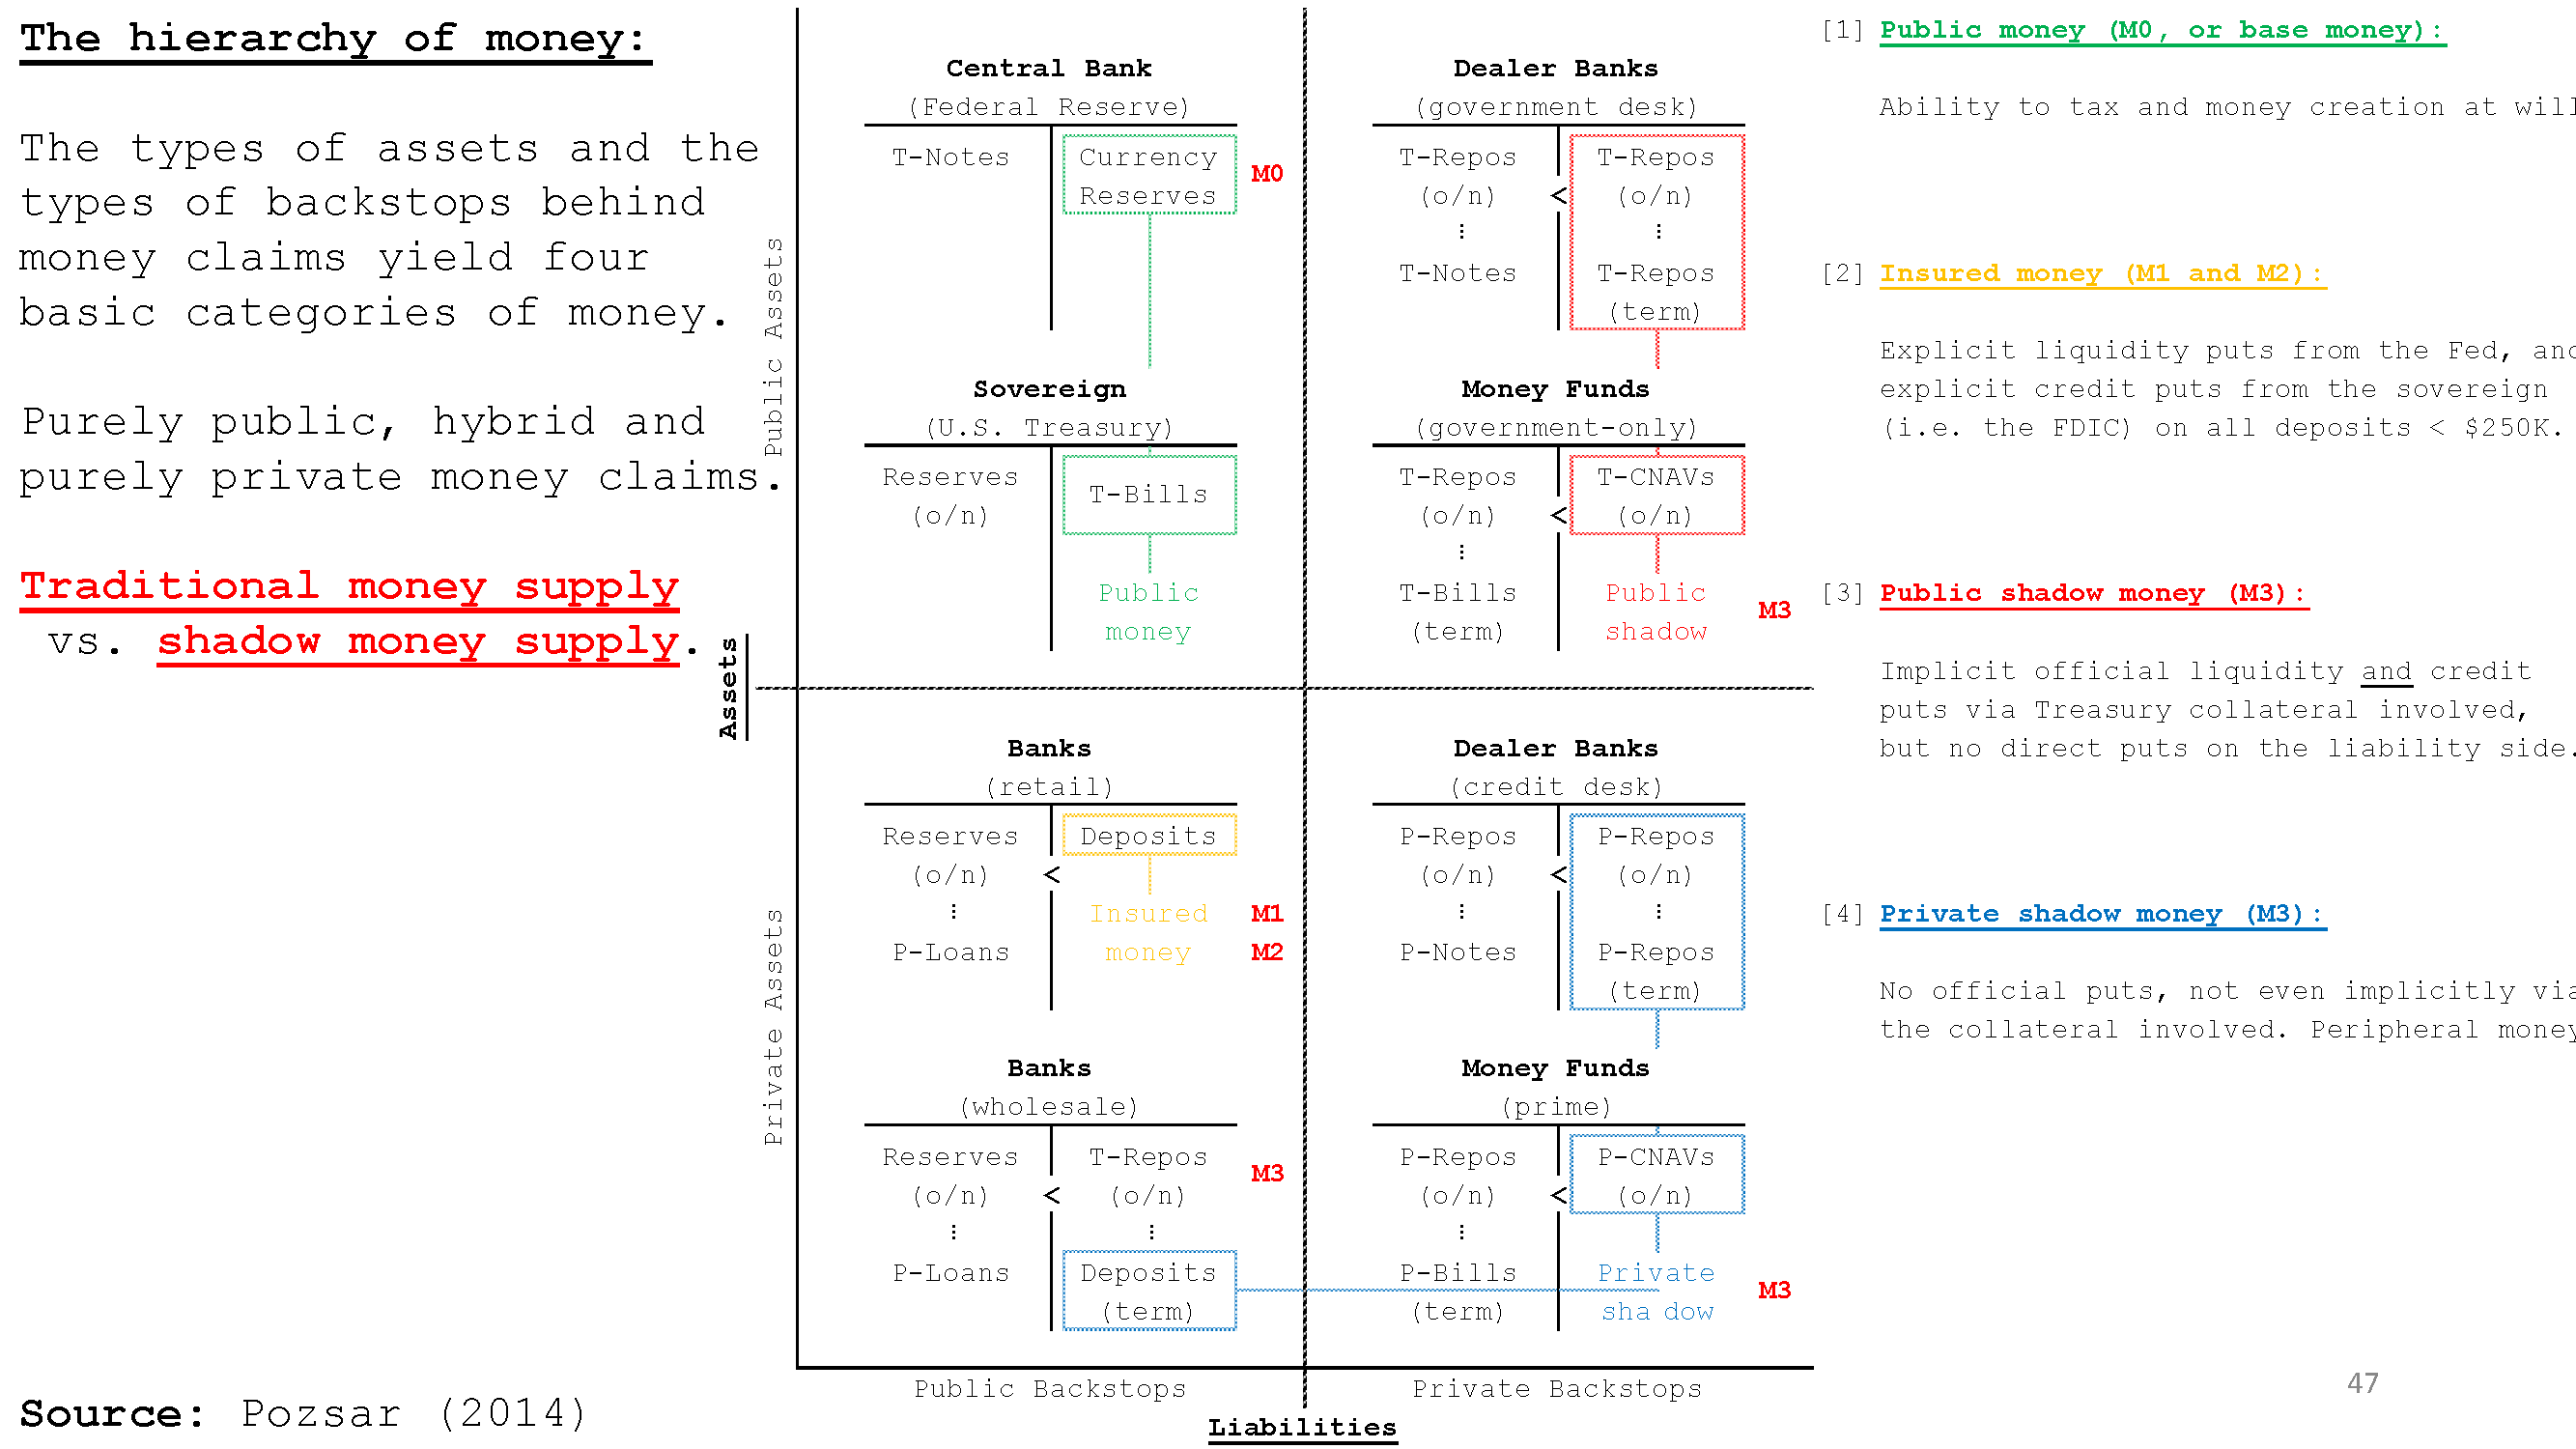 The hierarchy of money:
The types of assets and the
types of backstops behind
money claims yield four
basic categories of money.
Purely public, hybrid and
purely private money claims.
Traditional money supply
vs. shadow money supply.
Source: Pozsar (2014)
Assets
Public Assets
Private Assets
Central Bank
(Federal Reserve)
T-Notes
Currency
Reserves
M0
Sovereign
(U.S. Treasury)
Reserves
(o/n)
T-Bills
Public
money
Dealer Banks
(government desk)
T-Repos T-Repos
(o/n) < (o/n)
⋮ ⋮
T-Notes T-Repos
(term)
Money Funds
(government-only)
T-Repos T-CNAVs
(o/n) < (o/n)
⋮
T-Bills Public
(term) shadow
M3
Banks
(retail)
Reserves Deposits
(o/n) <
⋮ Insured M1
P-Loans money M2
Banks
(wholesale)
Reserves T-Repos
M3
(o/n) < (o/n)
⋮ ⋮
P-Loans Deposits
(term)
Dealer Banks
(credit desk)
P-Repos P-Repos
(o/n) < (o/n)
⋮ ⋮
P-Notes P-Repos
(term)
Money Funds
(prime)
P-Repos P-CNAVs
(o/n) < (o/n)
⋮
P-Bills Private
(term) sha dow
M3
Public Backstops
Private Backstops
Liabilities
[1] Public money (M0, or base money):
Ability to tax and money creation at will
[2] Insured money (M1 and M2):
Explicit liquidity puts from the Fed, and
explicit credit puts from the sovereign
(i.e. the FDIC) on all deposits < $250K.
[3] Public shadow money (M3):
Implicit official liquidity and credit
puts via Treasury collateral involved,
but no direct puts on the liability side.
[4] Private shadow money (M3):
No official puts, not even implicitly via
the collateral involved. Peripheral money
47